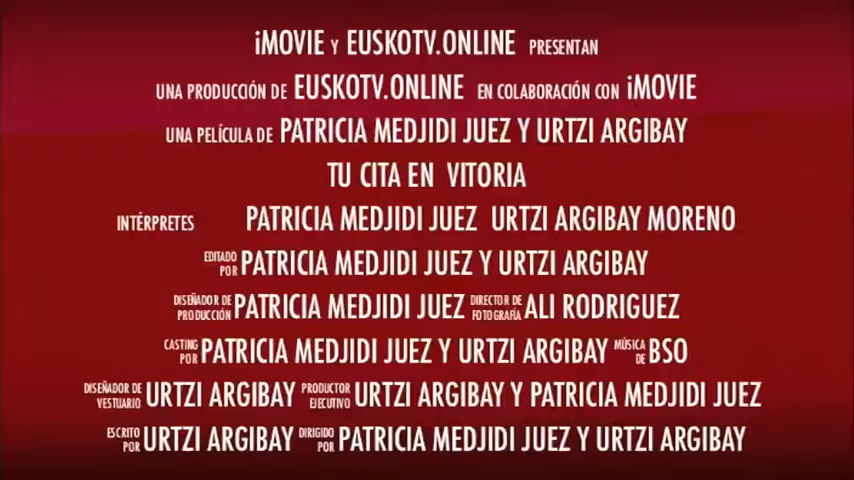 iMOVIE Y EUSKOTV.ONLINE PRESENTAN
UNA PRODUCCIÓN DE EUSKOTV.ONLINE EN COLABORACIÓN CON iMOVIE
UNA PELÍCULA DE PATRICIA MEDJIDI JUEZ Y URTZI ARGIBAY
TU CITA EN VITORIA
INTÉRPRETES PATRICIA MEDJIDI JUEZ URTZI ARGIBAY MORENO
EDITADO POR PATRICIA MEDJIDI JUEZ Y URTZI ARGIBAY
DISEÑADOR DE PRODUCCIÓN PATRICIA MEDJIDI JUEZ DIRECTOR DE FOTOGRAFÍA ALI RODRIGUEZ
CASTING POR PATRICIA MEDJIDI JUEZ Y URTZI ARGIBAY MÚSICA DE BSO
DISEÑADOR DE VESTUARIO URTZI ARGIBAY PRODUCTOR EJECUTIVO URTZI ARGIBAY Y PATRICIA MEDJIDI JUEZ
ESCRITO POR URTZI ARGIBAY DIRIGIDO POR PATRICIA MEDJIDI JUEZ Y URTZI ARGIBAY